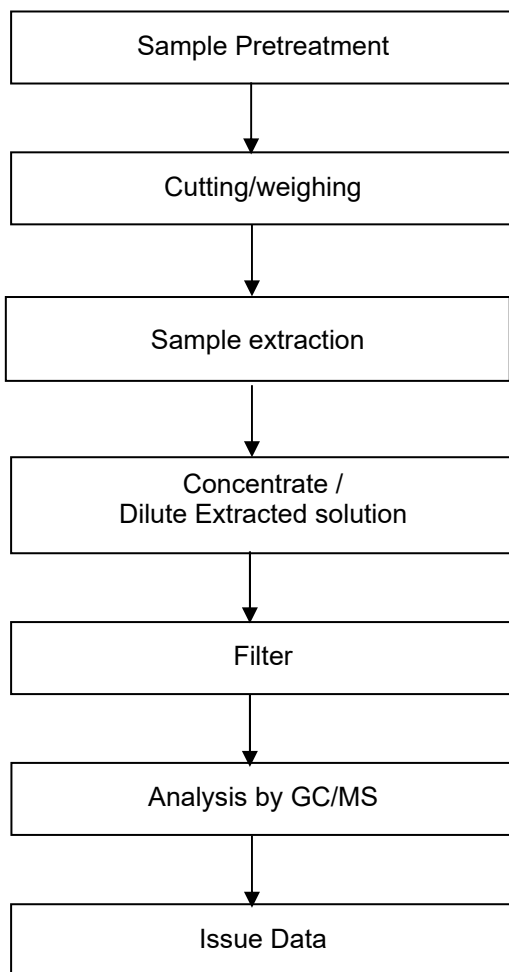 Sample Pretreatment
Cutting/weighing
Sample extraction
Concentrate /
Dilute Extracted solution
Filter
Analysis by GC/MS
Issue Data